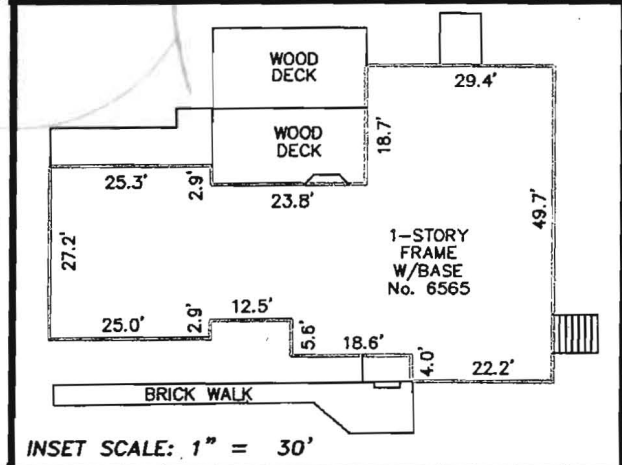 WOOD
DECK
29.4'
WOOD
DECK
18.7'
25.3'
2.9'
23.8'
49.7'
27.2'
1-STORY
FRAME
W/BASE
No. 6565
12.5'
2.9'
25.0'
5.6'
18.6'
4.0'
22.2'
BRICK WALK
INSET SCALE: 1" = 30'